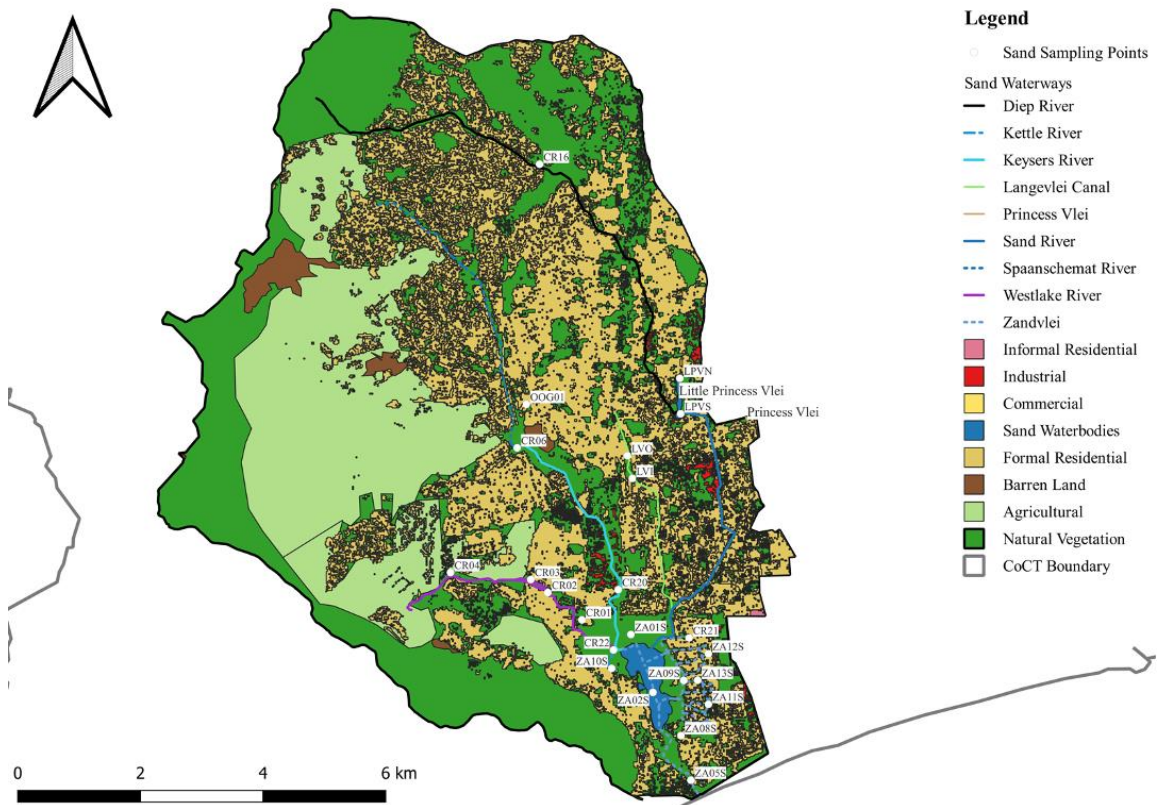 Legend
Sand Sampling Points
Sand Waterways
Diep River
Kettle River
Keysers River
Langevlei Canal
Princess Vlei
Sand River
Spaanschemat River
Westlake River
Zandvlei
Informal Residential
Industrial
Commercial
Sand Waterbodies
Formal Residential
Barren Land
Agricultural
Natural Vegetation
CoCT Boundary
CR16
LPVN
Little Princess Vlei
LPVS
Princess Vlei
OOG01
CR06
LVO
LVI
CR04
CR03
CR02
CR20
CR01
ZA01S
CR21
CR22
ZA12S
ZA10S
ZA09S
ZA13S
ZA02S
ZA11S
ZA08S
ZA05S
0 2 4 6 km